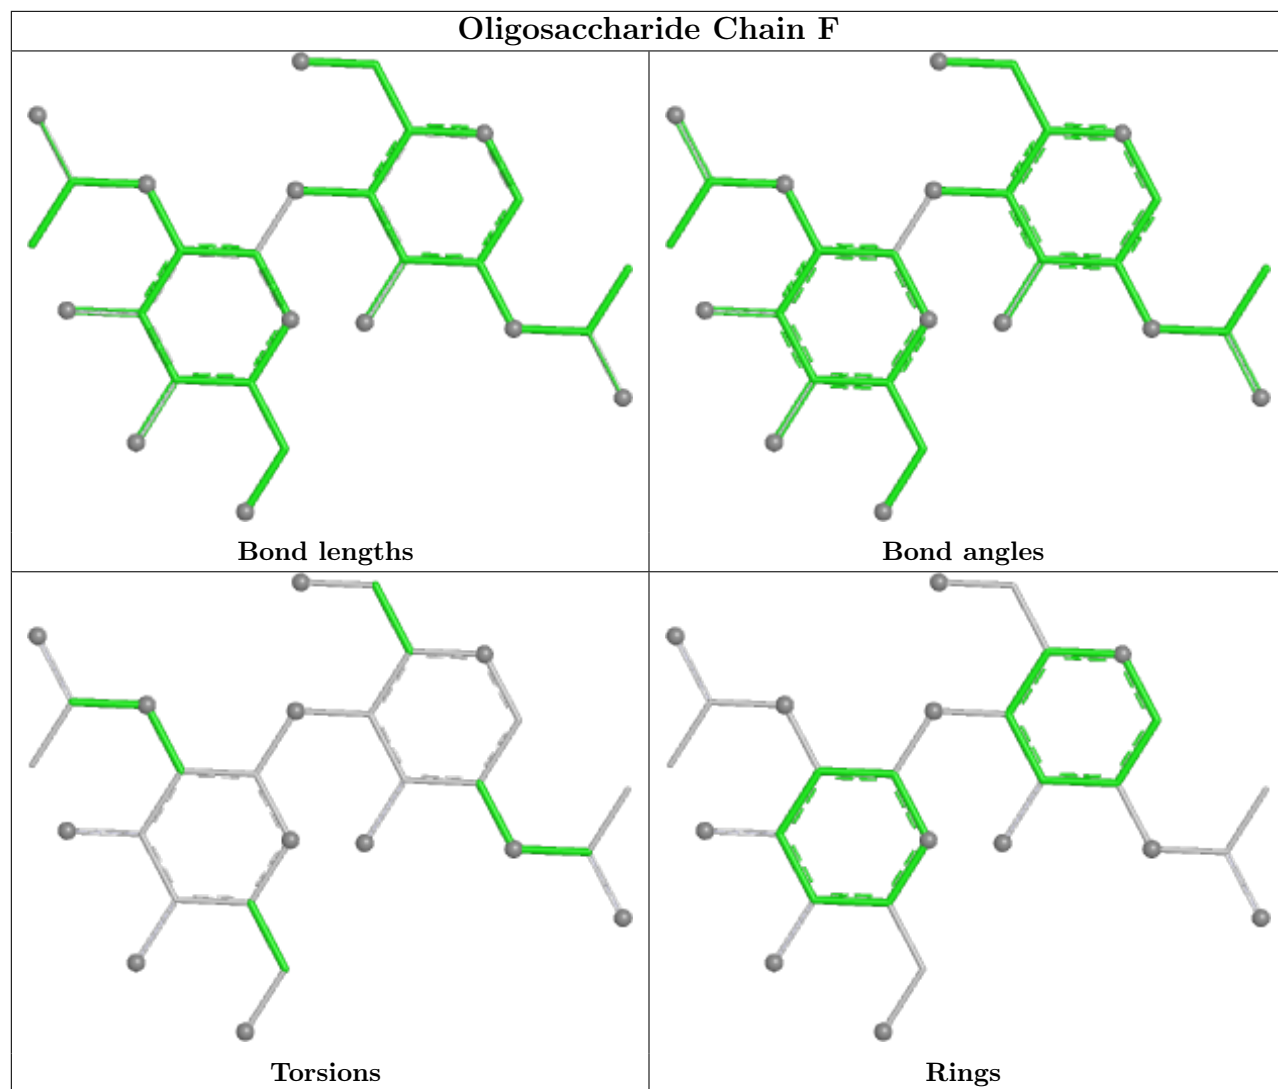 Oligosaccharide Chain F
Bond lengths
Bond angles
Torsions
Rings